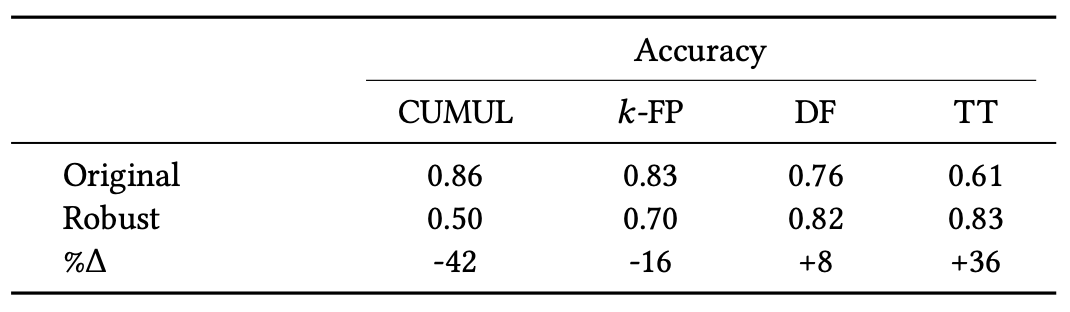 Accuracy
CUMUL k-FP DF TT
Original 0.86 0.83 0.76 0.61
Robust 0.50 0.70 0.82 0.83
%Δ -42 -16 +8 +36